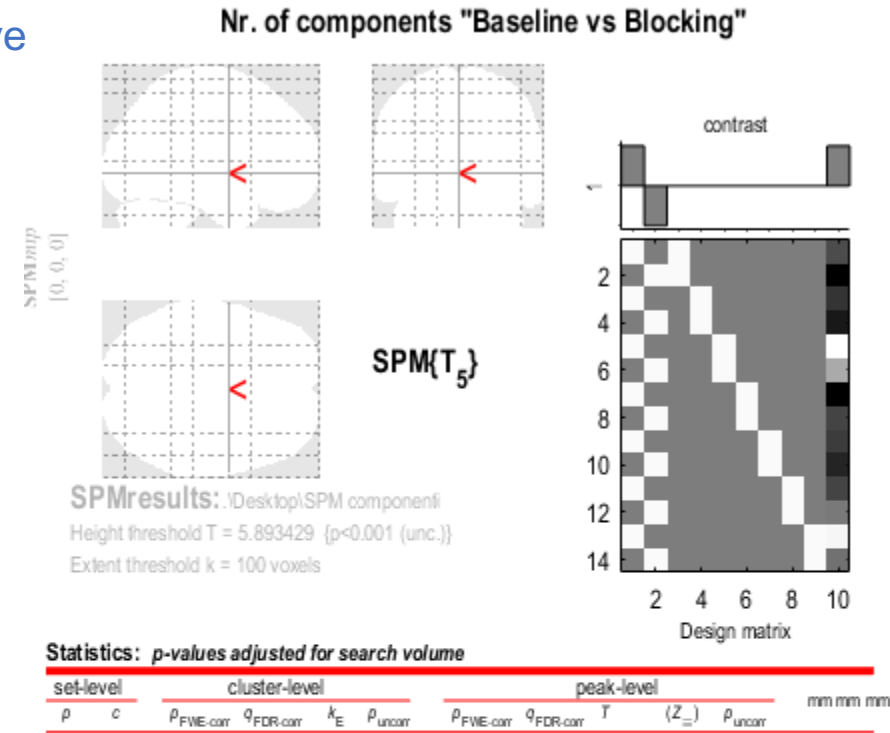 ve
Nr. of components "Baseline vs Blocking"
contrast
1
SPMmip
[0, 0, 0]
SPM{T5}
2
4
6
8
10
12
14
2 4 6 8 10
Design matrix
SPMresults: .\Desktop\SPM componenti
Height threshold T = 5.893429 {p<0.001 (unc.)}
Extent threshold k = 100 voxels
Statistics: p-values adjusted for search volume
set-level cluster-level peak-level mm mm mm
p c pFWE-corr qFDR-corr kE puncorr pFWE-corr qFDR-corr T (Z≡) puncorr